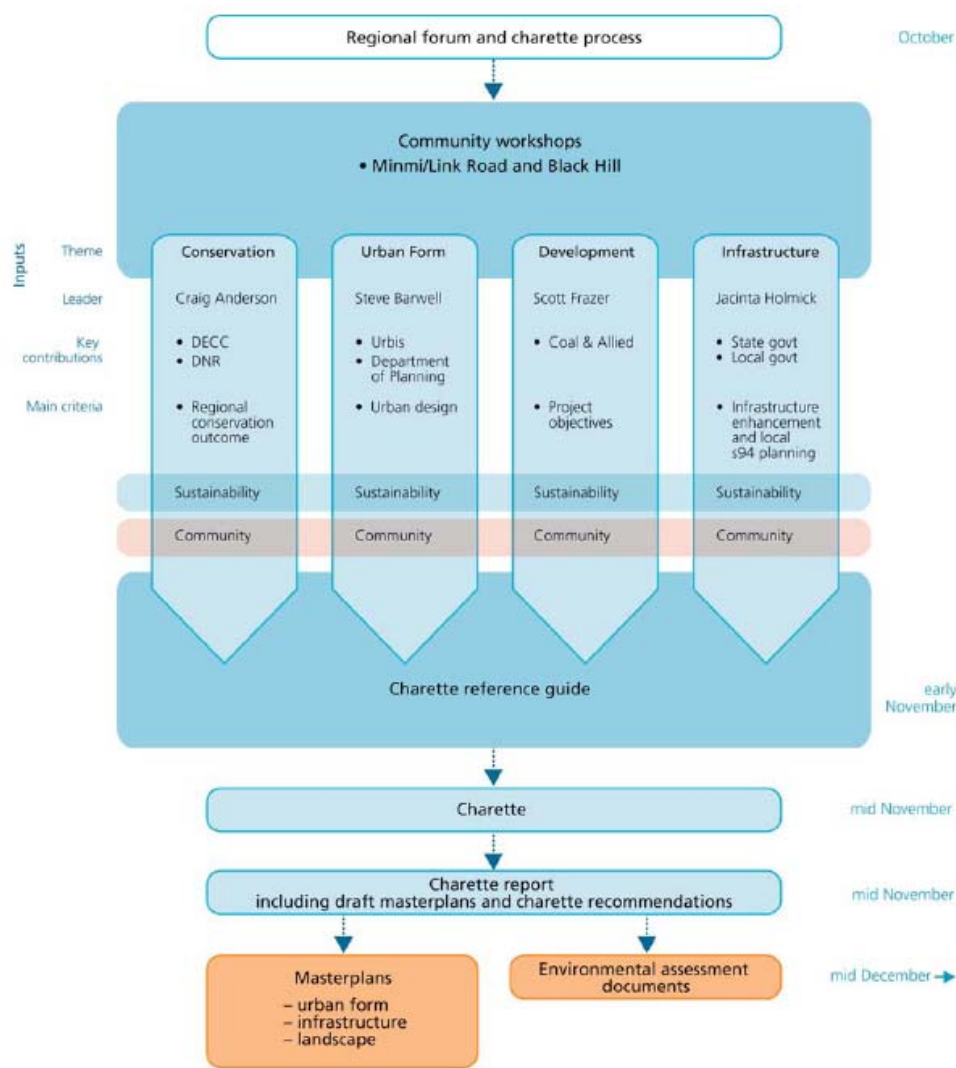 Regional forum and charette process
October
Community workshops
• Minmi/Link Road and Black Hill
Inputs
Theme
Conservation
Urban Form
Development
Infrastructure
Leader
Craig Anderson
Steve Barwell
Scott Frazer
Jacinta Holmick
Key
contributions
• DECC
• DNR
• Urbis
• Department
of Planning
• Coal & Allied
• State govt
• Local govt
Main criteria
• Regional
conservation
outcome
• Urban design
• Project
objectives
• Infrastructure
enhancement
and local
s94 planning
Sustainability
Sustainability
Sustainability
Sustainability
Community
Community
Community
Community
Charette reference guide
early
November
Charette
mid November
Charette report
including draft masterplans and charette recommendations
mid November
Masterplans
– urban form
– infrastructure
– landscape
Environmental assessment
documents
mid December